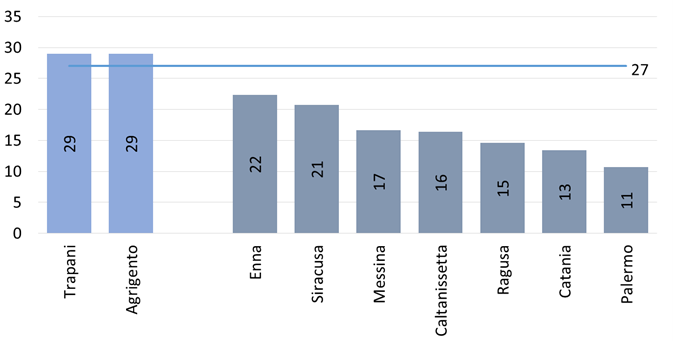 35
30
25
20
15
10
5
0
27
29
29
22
21
17
16
15
13
11
Trapani
Agrigento
Enna
Siracusa
Messina
Caltanissetta
Ragusa
Catania
Palermo